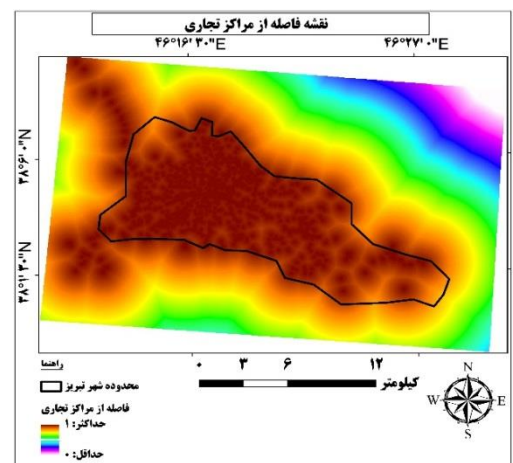 نقشه فاصله از مراکز تجاری
۴۶°۱۶'۳۰"E ۴۶°۲۷'۰"E
۳۸°۶'۰"N
۳۸°۱'۳۰"N
راهنما
محدوده شهر تبریز
فاصله از مراکز تجاری
حداکثر: ۱
حداقل: ۰
۰ ۳ ۶ ۱۲
کیلومتر
N
W E
S